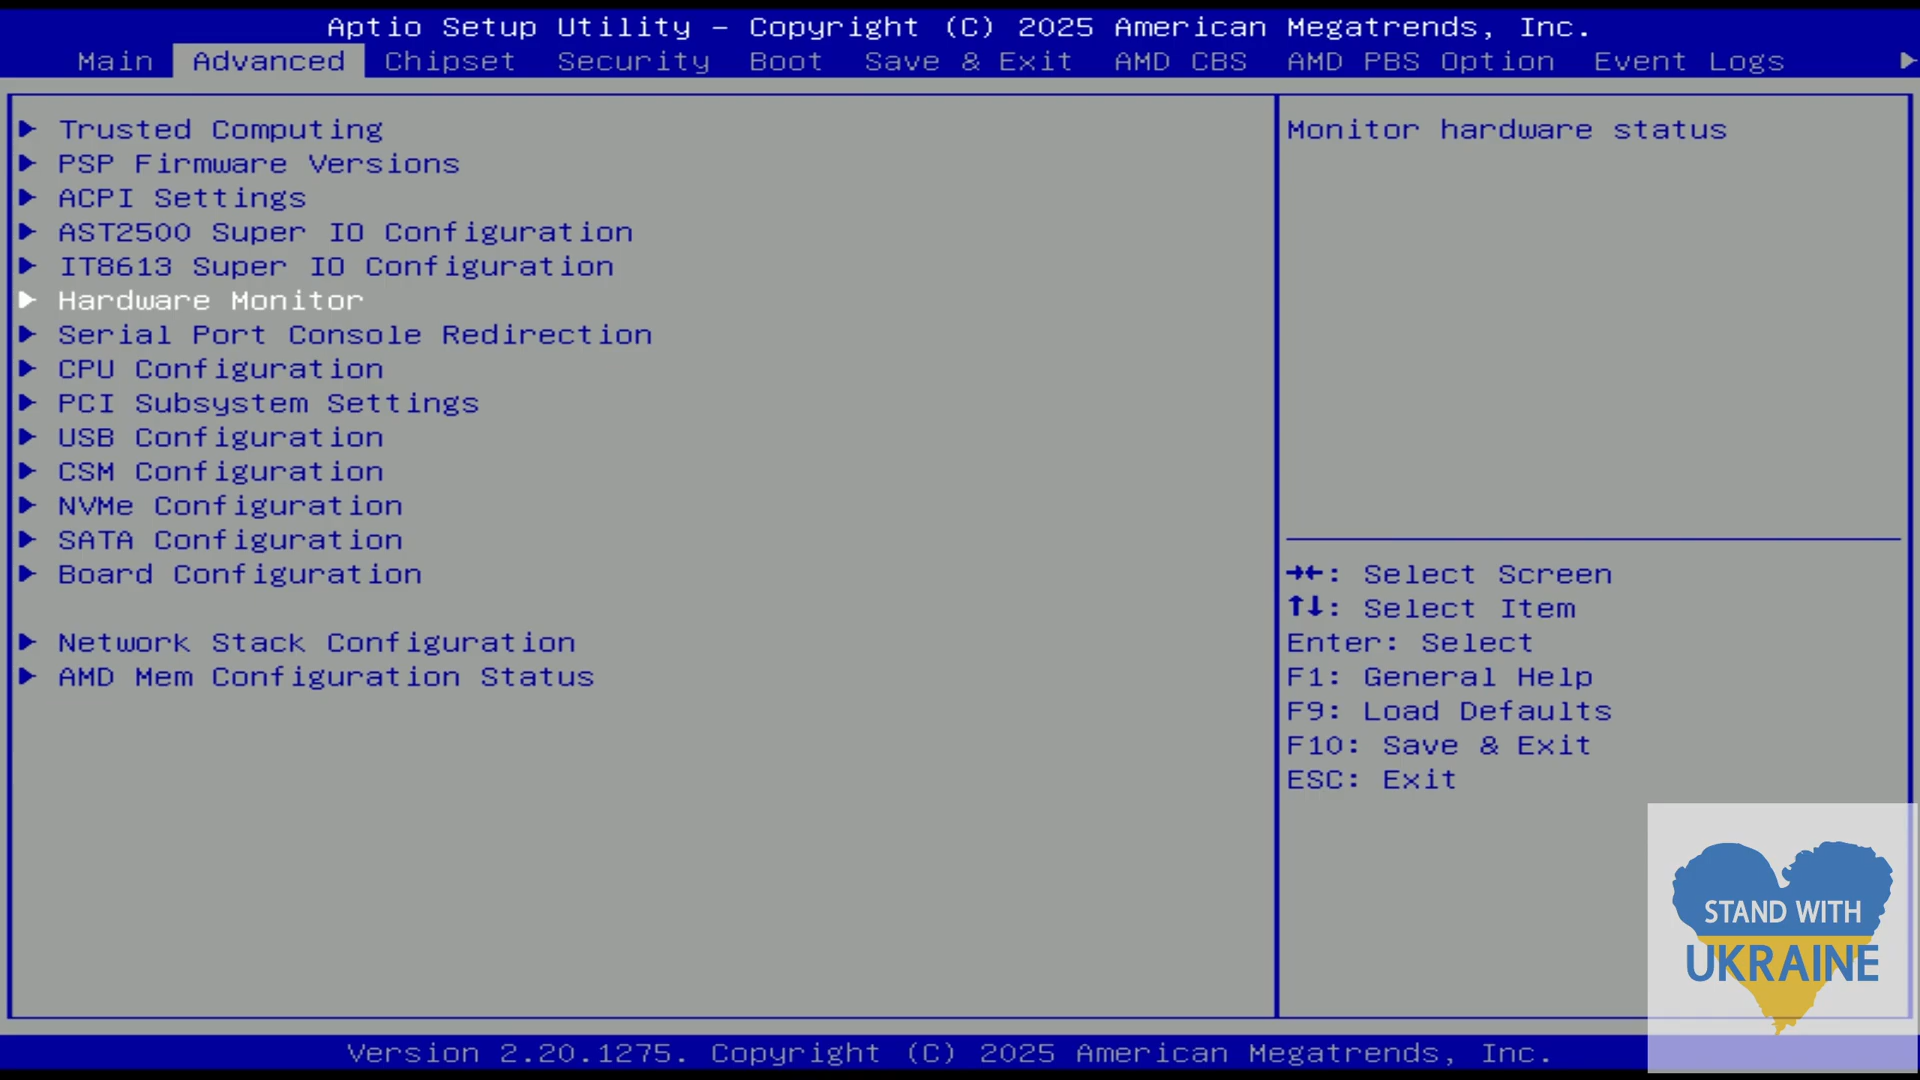 Aptio Setup Utility – Copyright (C) 2025 American Megatrends, Inc.
Main Advanced Chipset Security Boot Save & Exit AMD CBS AMD PBS Option Event Logs
Trusted Computing
PSP Firmware Versions
ACPI Settings
AST2500 Super IO Configuration
IT8613 Super IO Configuration
Hardware Monitor
Serial Port Console Redirection
CPU Configuration
PCI Subsystem Settings
USB Configuration
CSM Configuration
NVMe Configuration
SATA Configuration
Board Configuration
Network Stack Configuration
AMD Mem Configuration Status
Monitor hardware status
→←: Select Screen
↑↓: Select Item
Enter: Select
F1: General Help
F9: Load Defaults
F10: Save & Exit
ESC: Exit
STAND WITH
UKRAINE
Version 2.20.1275. Copyright (C) 2025 American Megatrends, Inc.